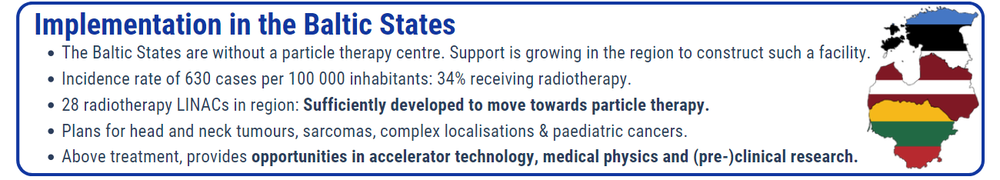 Implementation in the Baltic States
• The Baltic States are without a particle therapy centre. Support is growing in the region to construct such a facility.
• Incidence rate of 630 cases per 100 000 inhabitants: 34% receiving radiotherapy.
• 28 radiotherapy LINACs in region: Sufficiently developed to move towards particle therapy.
• Plans for head and neck tumours, sarcomas, complex localisations & paediatric cancers.
• Above treatment, provides opportunities in accelerator technology, medical physics and (pre-)clinical research.